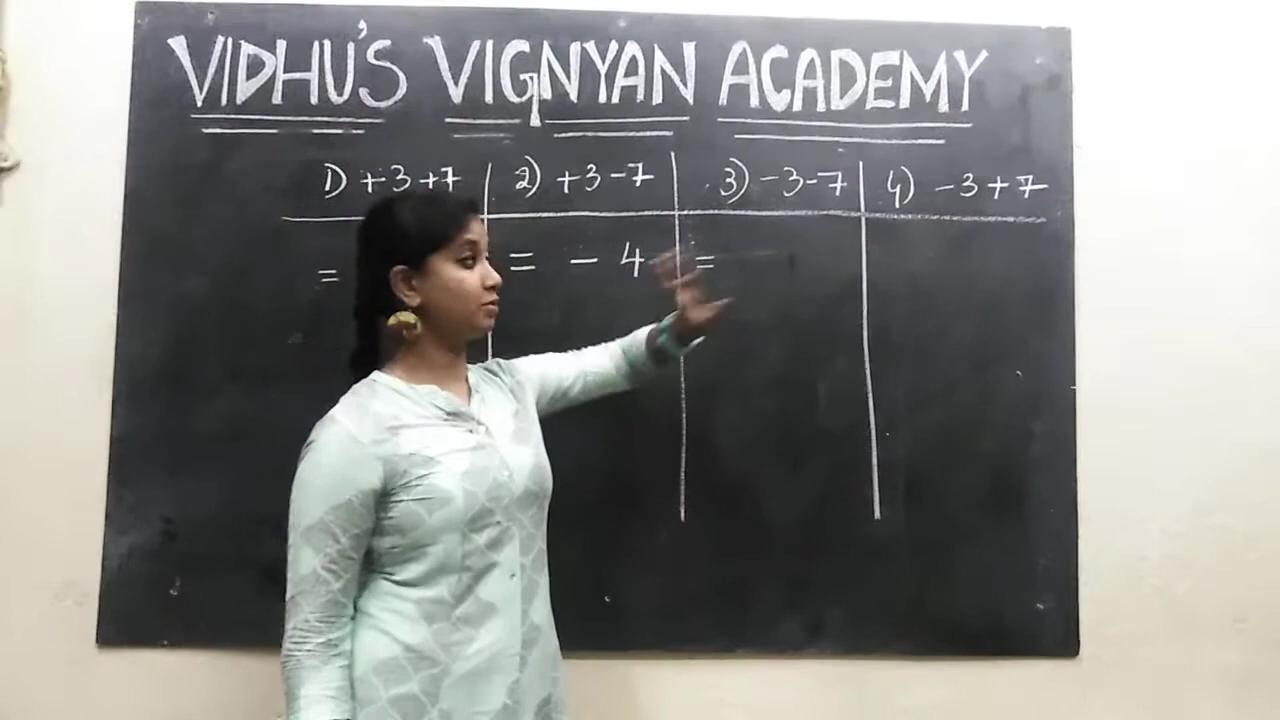 VIDHU'S VIGNYAN ACADEMY
1) +3+7 2) +3-7 3) -3-7 4) -3+7
= = -4 =